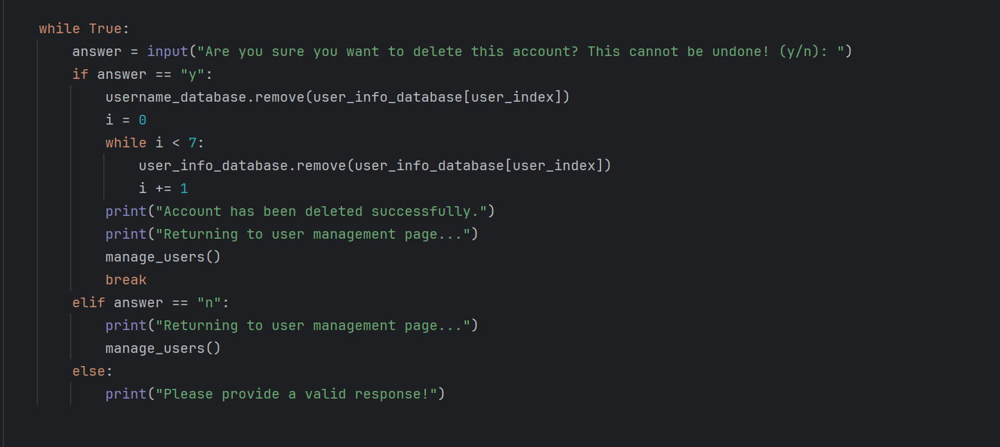 while True:
    answer = input("Are you sure you want to delete this account? This cannot be undone! (y/n): ")
    if answer == "y":
        username_database.remove(user_info_database[user_index])
        i = 0
        while i < 7:
            user_info_database.remove(user_info_database[user_index])
            i += 1
        print("Account has been deleted successfully.")
        print("Returning to user management page...")
        manage_users()
        break
    elif answer == "n":
        print("Returning to user management page...")
        manage_users()
    else:
        print("Please provide a valid response!")